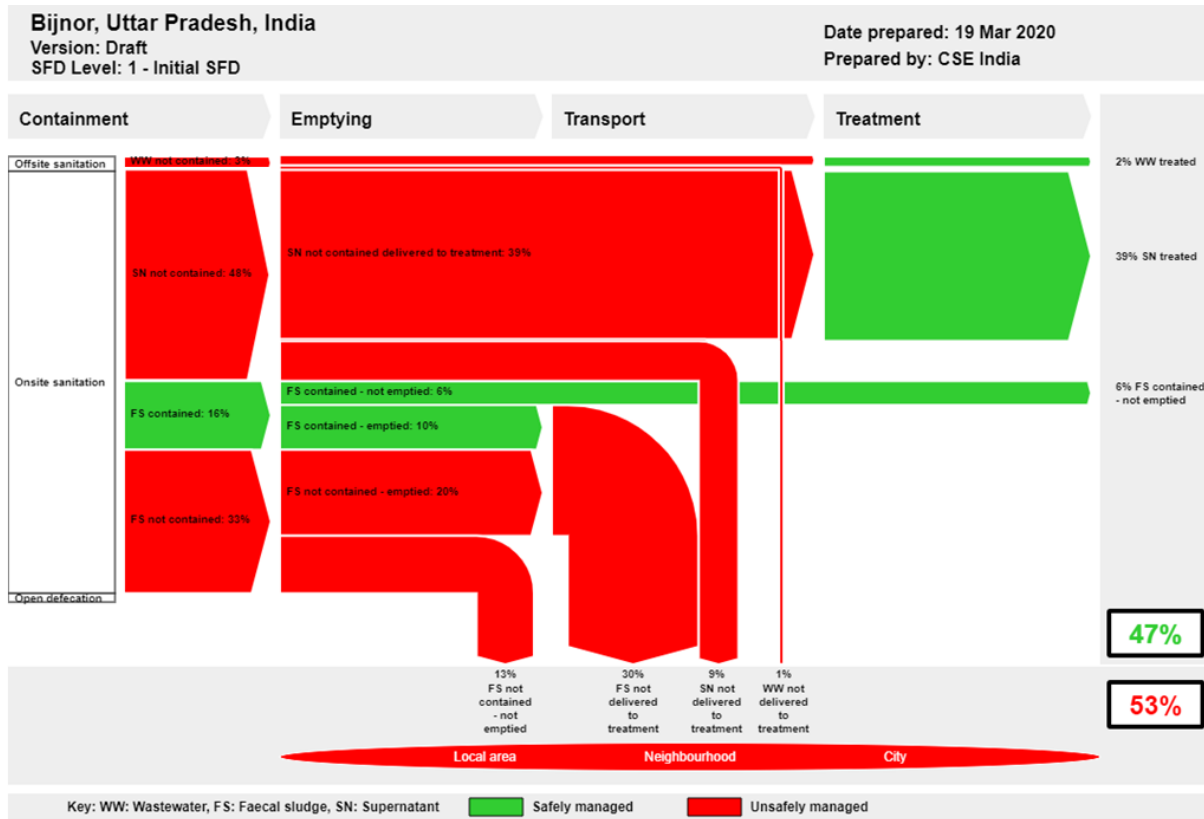 Bijnor, Uttar Pradesh, India
Version: Draft
SFD Level: 1 - Initial SFD
Date prepared: 19 Mar 2020
Prepared by: CSE India
Containment
Emptying
Transport
Treatment
Offsite sanitation
WW not contained: 3%
2% WW treated
SN not contained delivered to treatment: 39%
39% SN treated
SN not contained: 48%
Onsite sanitation
FS contained - not emptied: 6%
6% FS contained
- not emptied
FS contained: 16%
FS contained - emptied: 10%
FS not contained - emptied: 20%
FS not contained: 33%
Open defecation
47%
13%
FS not
contained
- not
emptied
30%
FS not
delivered
to
treatment
9%
SN not
delivered
to
treatment
1%
WW not
delivered
to
treatment
53%
Local area
Neighbourhood
City
Key: WW: Wastewater, FS: Faecal sludge, SN: Supernatant
Safely managed
Unsafely managed